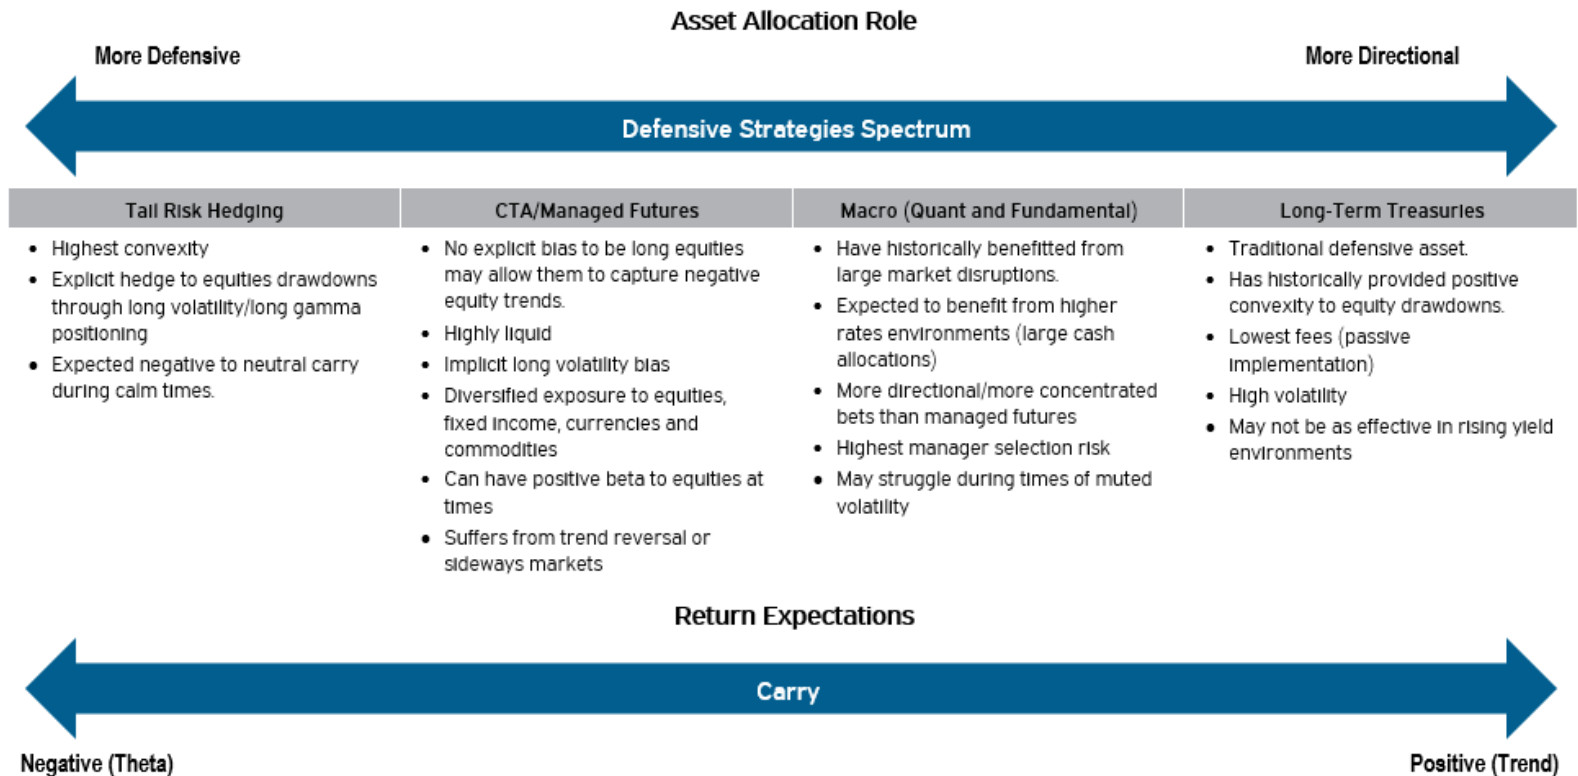 Asset Allocation Role
More Defensive
More Directional
Defensive Strategies Spectrum
Tail Risk Hedging
• Highest convexity
• Explicit hedge to equities drawdowns
through long volatility/long gamma
positioning
• Expected negative to neutral carry
during calm times.
CTA/Managed Futures
• No explicit bias to be long equities
may allow them to capture negative
equity trends.
• Highly liquid
• Implicit long volatility bias
• Diversified exposure to equities,
fixed income, currencies and
commodities
• Can have positive beta to equities at
times
• Suffers from trend reversal or
sideways markets
Macro (Quant and Fundamental)
• Have historically benefitted from
large market disruptions.
• Expected to benefit from higher
rates environments (large cash
allocations)
• More directional/more concentrated
bets than managed futures
• Highest manager selection risk
• May struggle during times of muted
volatility
Long-Term Treasuries
• Traditional defensive asset.
• Has historically provided positive
convexity to equity drawdowns.
• Lowest fees (passive
implementation)
• High volatility
• May not be as effective in rising yield
environments
Return Expectations
Carry
Negative (Theta)
Positive (Trend)